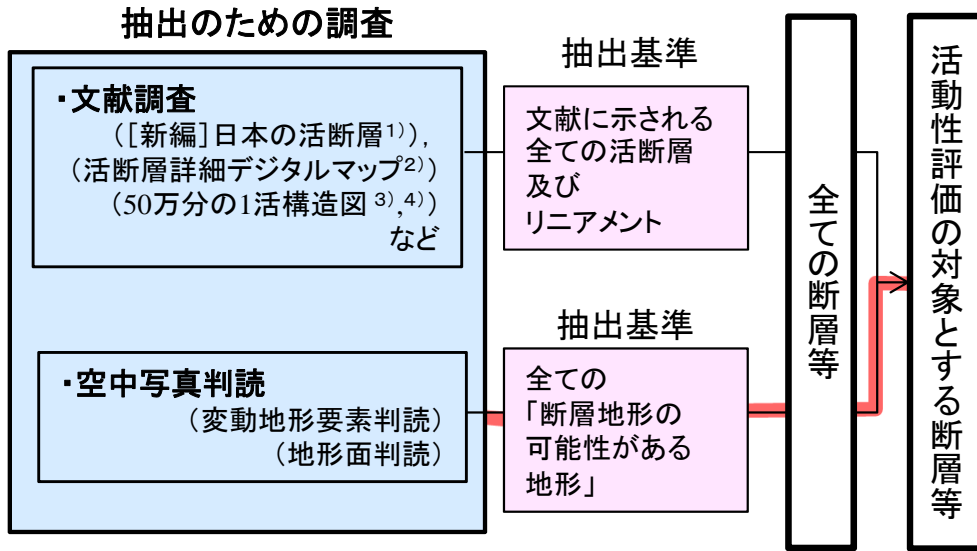 抽出のための調査
・文献調査
([新編]日本の活断層1)),
(活断層詳細デジタルマップ2))
(50万分の1活構造図 3),4))
など
抽出基準
文献に示される
全ての活断層
及び
リニアメント
・空中写真判読
(変動地形要素判読)
(地形面判読)
抽出基準
全ての
「断層地形の
可能性がある
地形」
全ての断層等
活動性評価の対象とする断層等